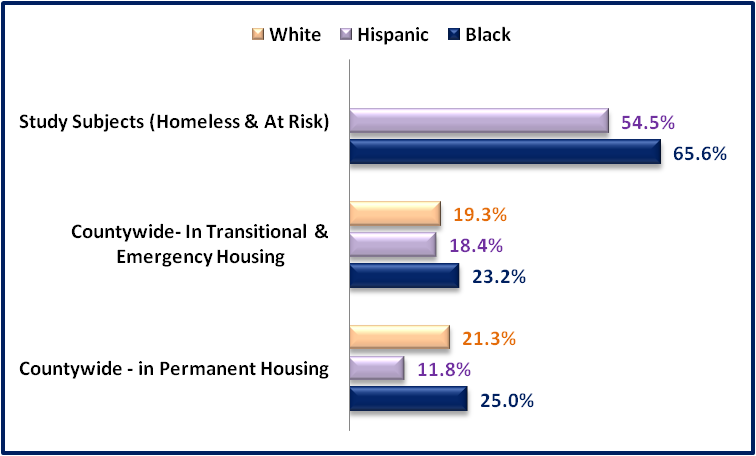 White Hispanic Black
Study Subjects (Homeless & At Risk)
54.5%
65.6%
Countywide- In Transitional &
Emergency Housing
19.3%
18.4%
23.2%
Countywide - in Permanent Housing
21.3%
11.8%
25.0%